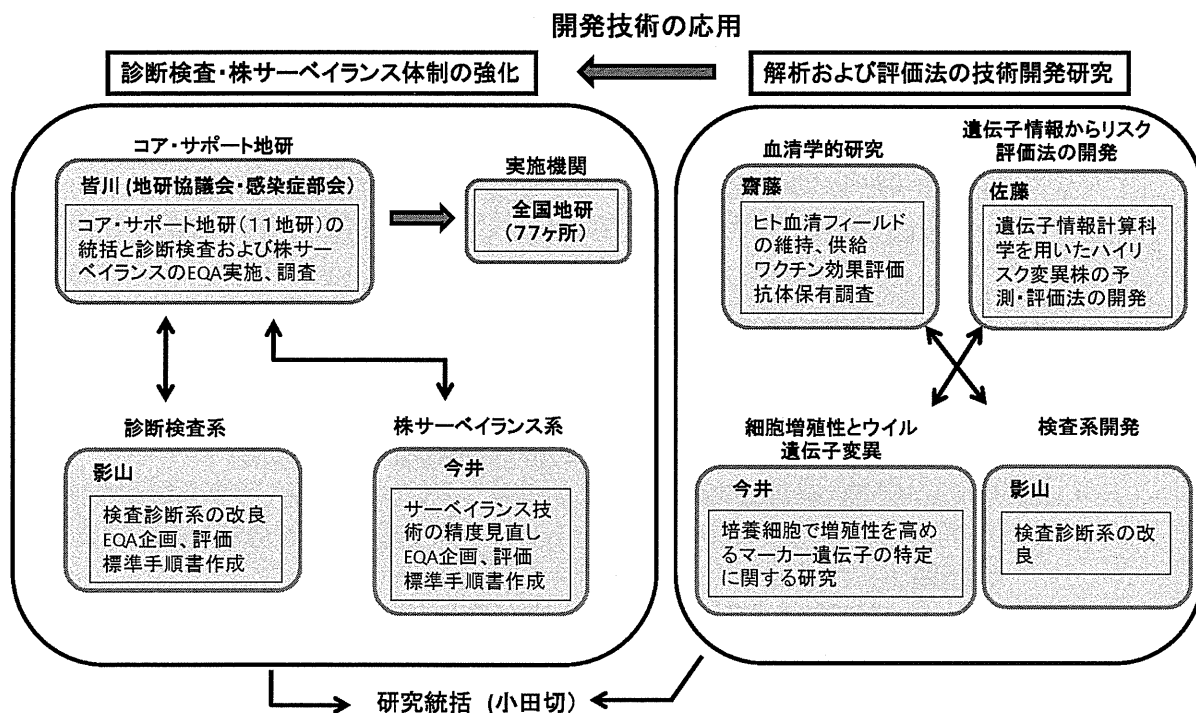 開発技術の応用
診断検査・株サーベイランス体制の強化
解析および評価法の技術開発研究
コア・サポート地研
皆川(地研協議会・感染症部会)
コア・サポート地研(11地研)の
統括と診断検査および株サー
ベイランスのEQA実施、調査
実施機関
全国地研
(77ヶ所)
診断検査系
影山
検査診断系の改良
EQA企画、評価
標準手順書作成
株サーベイランス系
今井
サーベイランス技
術の精度見直し
EQA企画、評価
標準手順書作成
血清学的研究
齋藤
ヒト血清フィールド
の維持、供給
ワクチン効果評価
抗体保有調査
遺伝子情報からリスク
評価法の開発
佐藤
遺伝子情報計算科
学を用いたハイリ
スク変異株の予
測・評価法の開発
細胞増殖性とウイル
遺伝子変異
今井
培養細胞で増殖性を高め
るマーカー遺伝子の特定
に関する研究
検査系開発
影山
検査診断系の改
良
研究統括 (小田切)